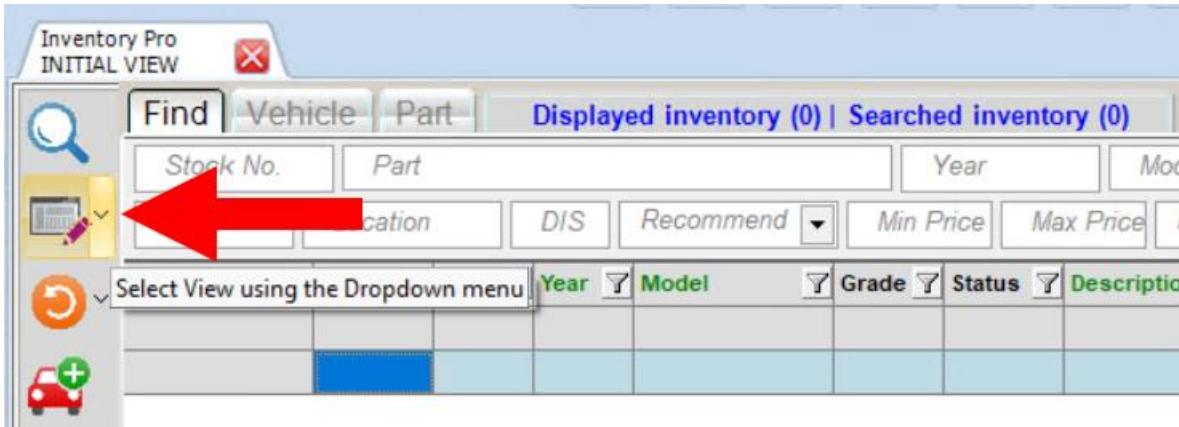 Inventory Pro
INITIAL VIEW
Find Vehicle Part Displayed inventory (0) | Searched inventory (0)
Stock No. Part Year
DIS Recommend Min Price Max Price
Select View using the Dropdown menu Year Model Grade Status